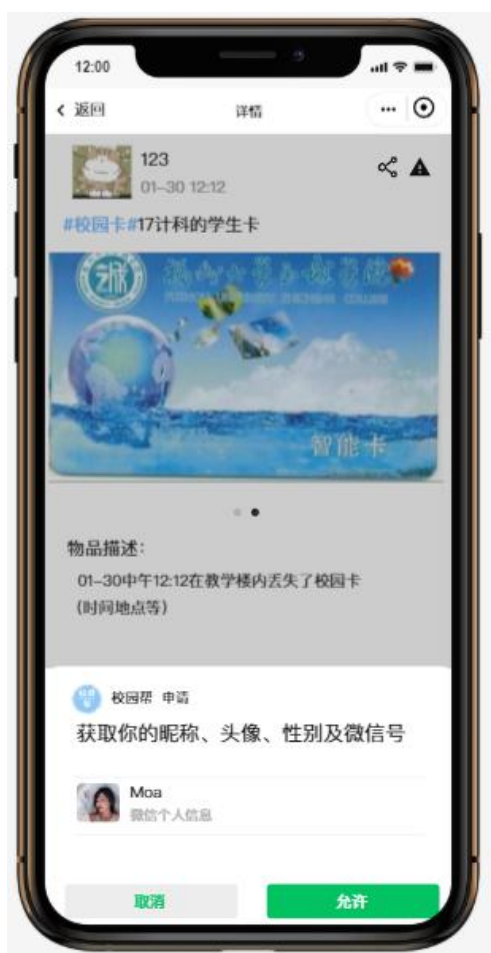 12:00
返回
详情
123
01-30 12:12
#校园卡#17计科的学生卡
智能卡
物品描述:
01-30中午12:12在教学楼内丢失了校园卡
(时间地点等)
校园帮 申请
获取你的昵称、头像、性别及微信号
Moa
微信个人信息
取消
允许